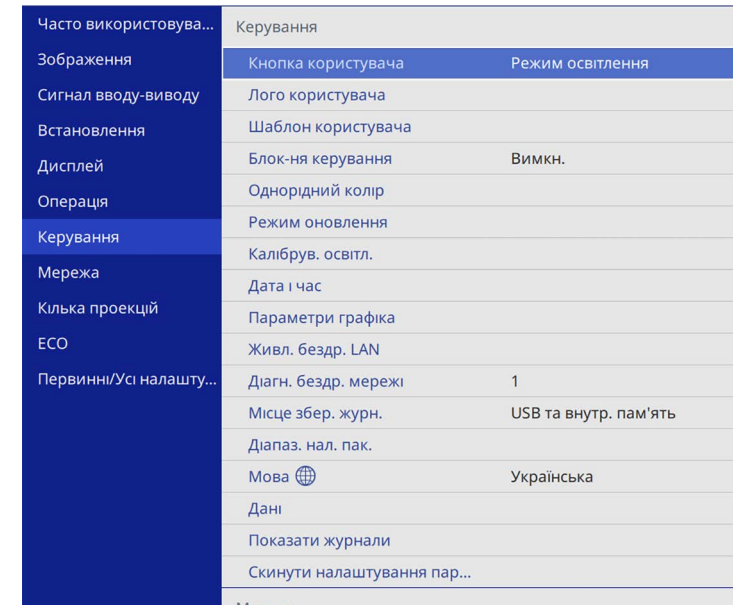 Часто використовува...
Зображення
Сигнал вводу-виводу
Встановлення
Дисплей
Операція
Керування
Мережа
Кілька проекцій
ECO
Первинні/Усі налашту...
Керування
Кнопка користувача Режим освітлення
Лого користувача
Шаблон користувача
Блок-ня керування Вимкн.
Однорідний колір
Режим оновлення
Калібрув. освітл.
Дата і час
Параметри графіка
Живл. бездр. LAN
Діагн. бездр. мережі 1
Місце збер. журн. USB та внутр. пам'ять
Діапаз. нал. пак.
Мова Українська
Дані
Показати журнали
Скинути налаштування пар...